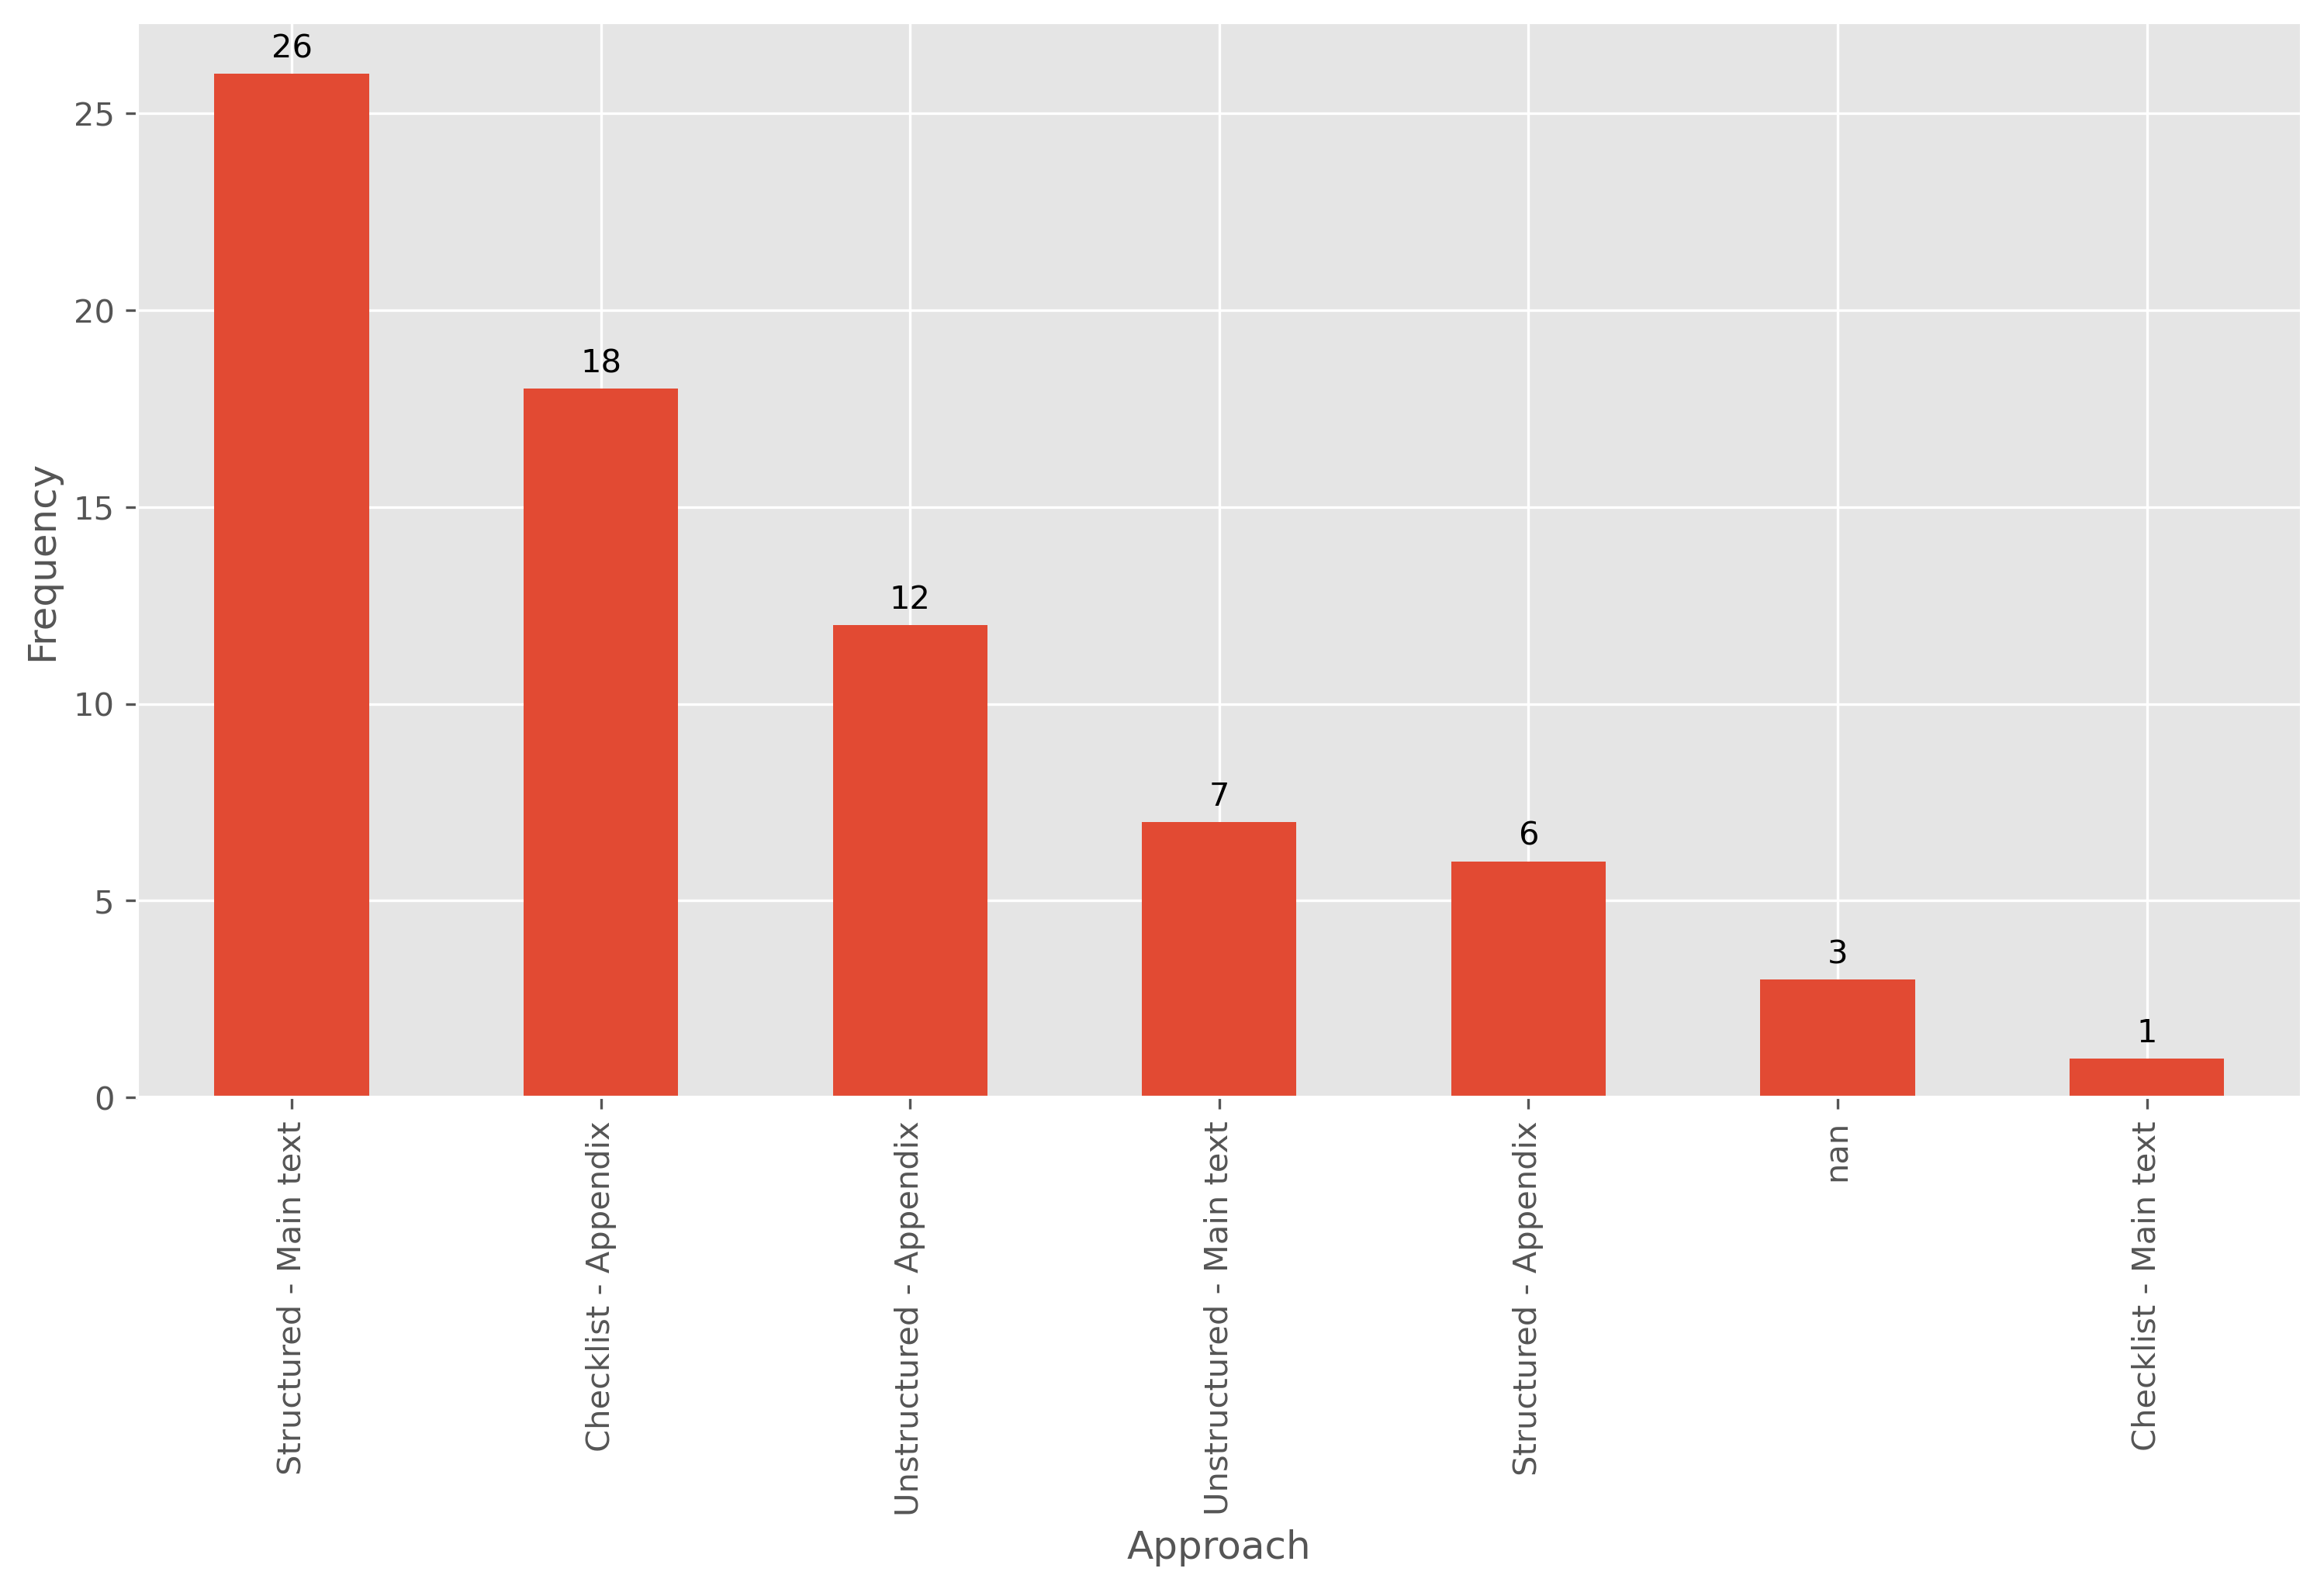 Frequency
25
20
15
10
5
0
26
18
12
7
6
3
1
Structured - Main text
Checklist - Appendix
Unstructured - Appendix
Unstructured - Main text
Structured - Appendix
nan
Checklist - Main text
Approach